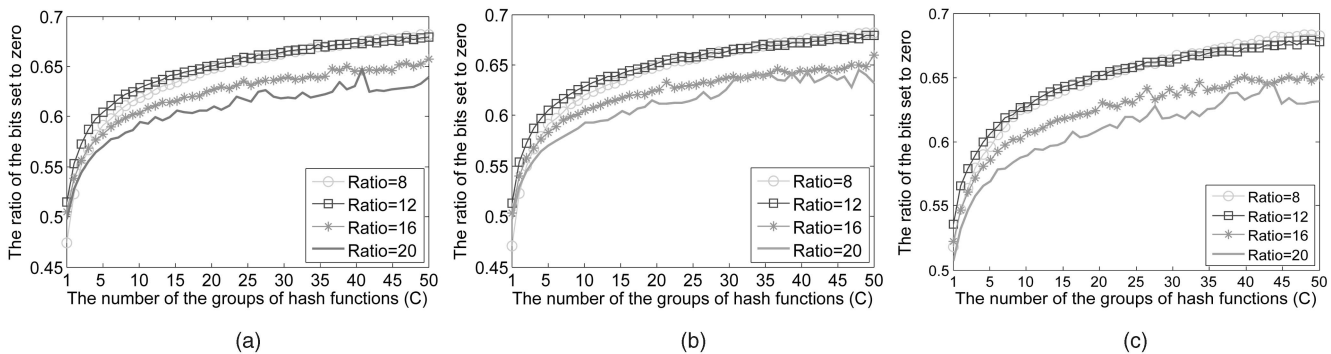 The ratio of the bits set to zero
0.7
0.65
0.6
0.55
0.5
0.45
1 5 10 15 20 25 30 35 40 45 50
The number of the groups of hash functions (C)
Ratio=8
Ratio=12
Ratio=16
Ratio=20
(a)
The ratio of the bits set to zero
0.7
0.65
0.6
0.55
0.5
0.45
1 5 10 15 20 25 30 35 40 45 50
The number of the groups of hash functions (C)
Ratio=8
Ratio=12
Ratio=16
Ratio=20
(b)
The ratio of the bits set to zero
0.7
0.65
0.6
0.55
0.5
1 5 10 15 20 25 30 35 40 45 50
The number of the groups of hash functions (C)
Ratio=8
Ratio=12
Ratio=16
Ratio=20
(c)